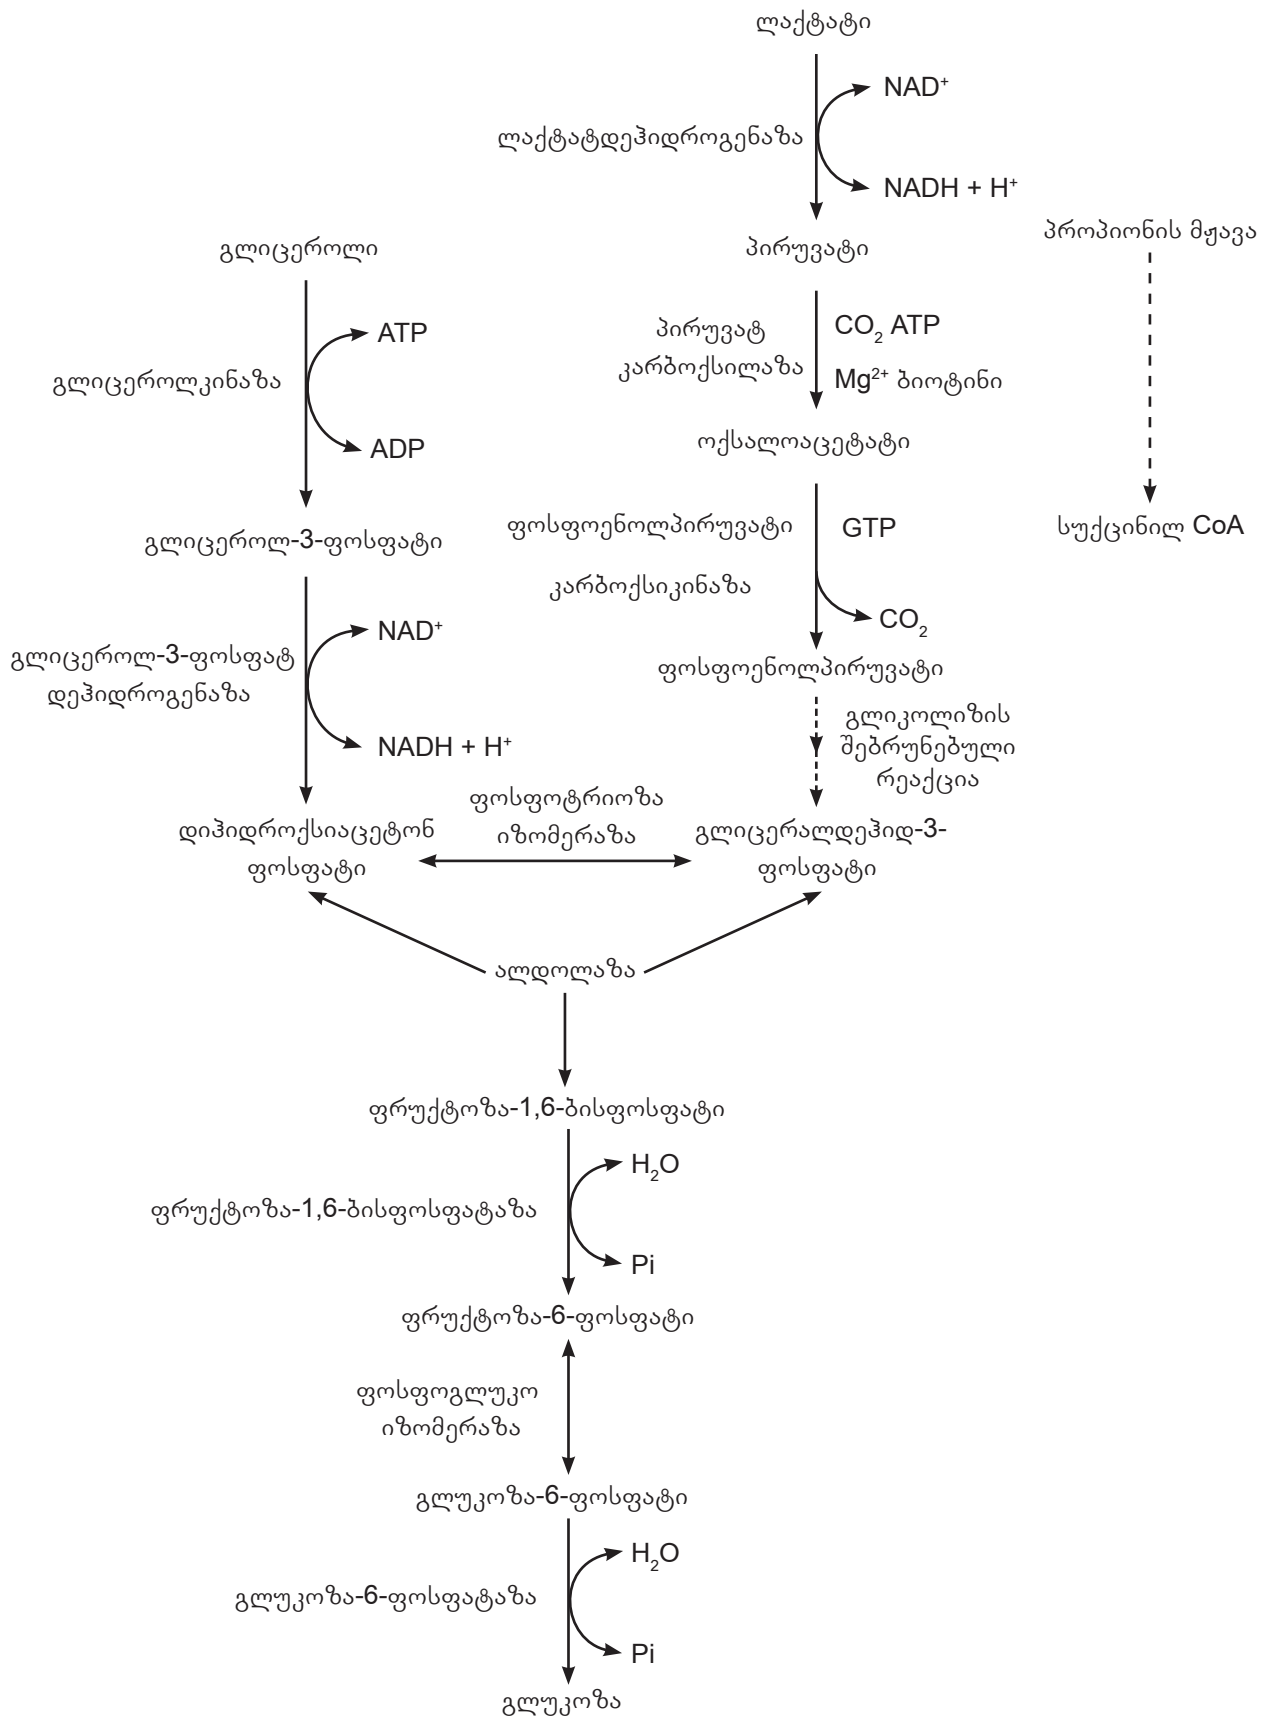 ლაქტატი
NAD⁺
ლაქტატდეჰიდროგენაზა
NADH + H⁺
პროპიონის მჟავა
გლიცეროლი
პირუვატი
ATP
პირუვატ
კარბოქსილაზა
CO₂ ATP
Mg²⁺ ბიოტინი
გლიცეროლკინაზა
ADP
ოქსალოაცეტატი
ფოსფოენოლპირუვატი
GTP
სუქცინილ CoA
გლიცეროლ-3-ფოსფატი
კარბოქსიკინაზა
CO₂
NAD⁺
გლიცეროლ-3-ფოსფატ
დეჰიდროგენაზა
ფოსფოენოლპირუვატი
გლიკოლიზის
შებრუნებული
რეაქცია
NADH + H⁺
ფოსფოტრიოზა
იზომერაზა
დიჰიდროქსიაცეტონ
ფოსფატი
გლიცერალდეჰიდ-3-
ფოსფატი
ალდოლაზა
ფრუქტოზა-1,6-ბისფოსფატი
H₂O
ფრუქტოზა-1,6-ბისფოსფატაზა
Pi
ფრუქტოზა-6-ფოსფატი
ფოსფოგლუკო
იზომერაზა
გლუკოზა-6-ფოსფატი
H₂O
გლუკოზა-6-ფოსფატაზა
Pi
გლუკოზა